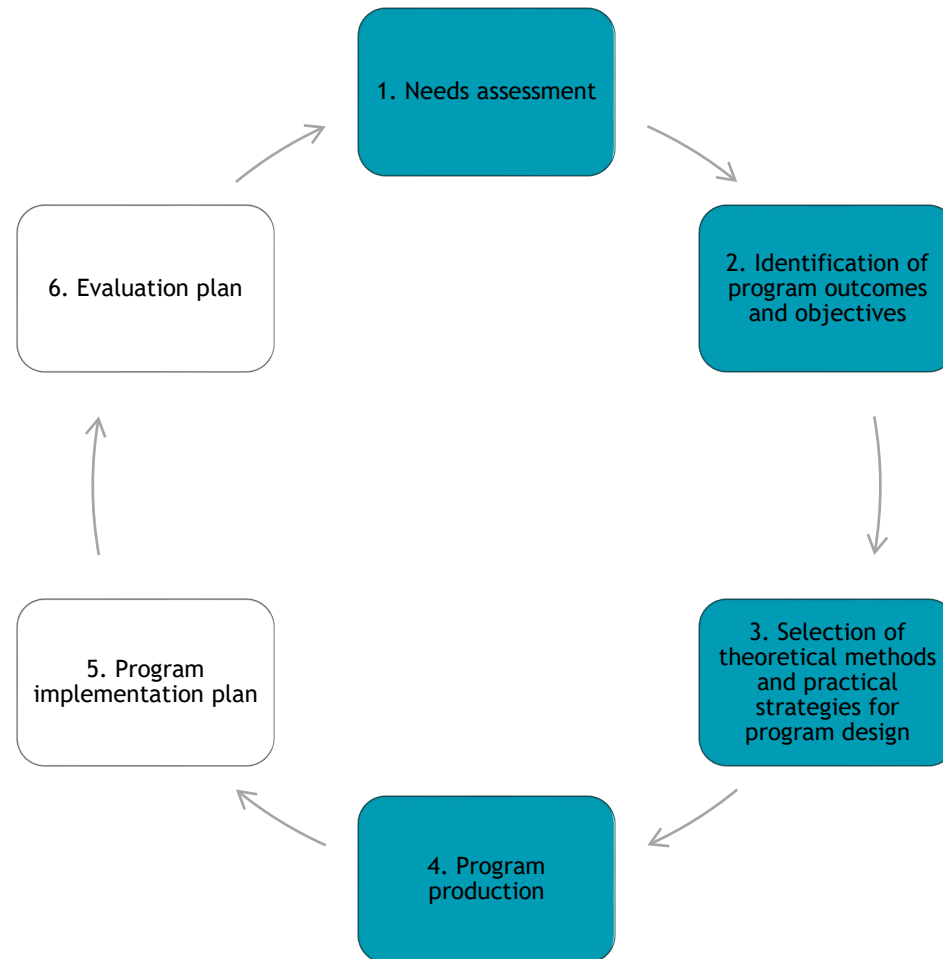 1. Needs assessment
2. Identification of
program outcomes
and objectives
3. Selection of
theoretical methods
and practical
strategies for
program design
4. Program
production
5. Program
implementation plan
6. Evaluation plan